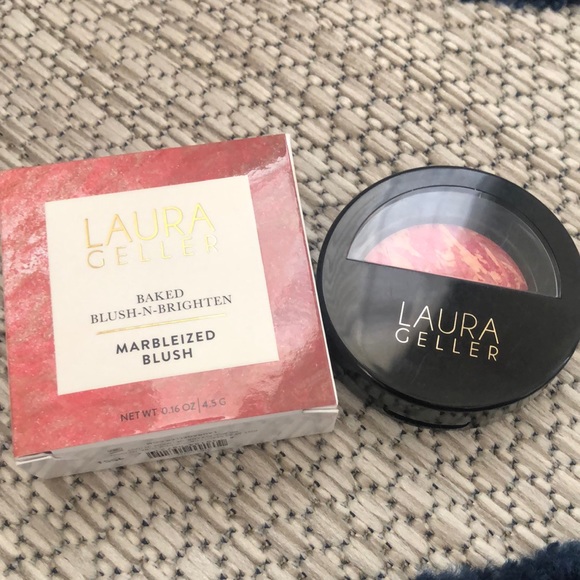 LAURA
GELLER
BAKED
BLUSH-N-BRIGHTEN
MARBLEIZED
BLUSH
NET WT 0.16 OZ | 4.5 G
LAURA
GELLER